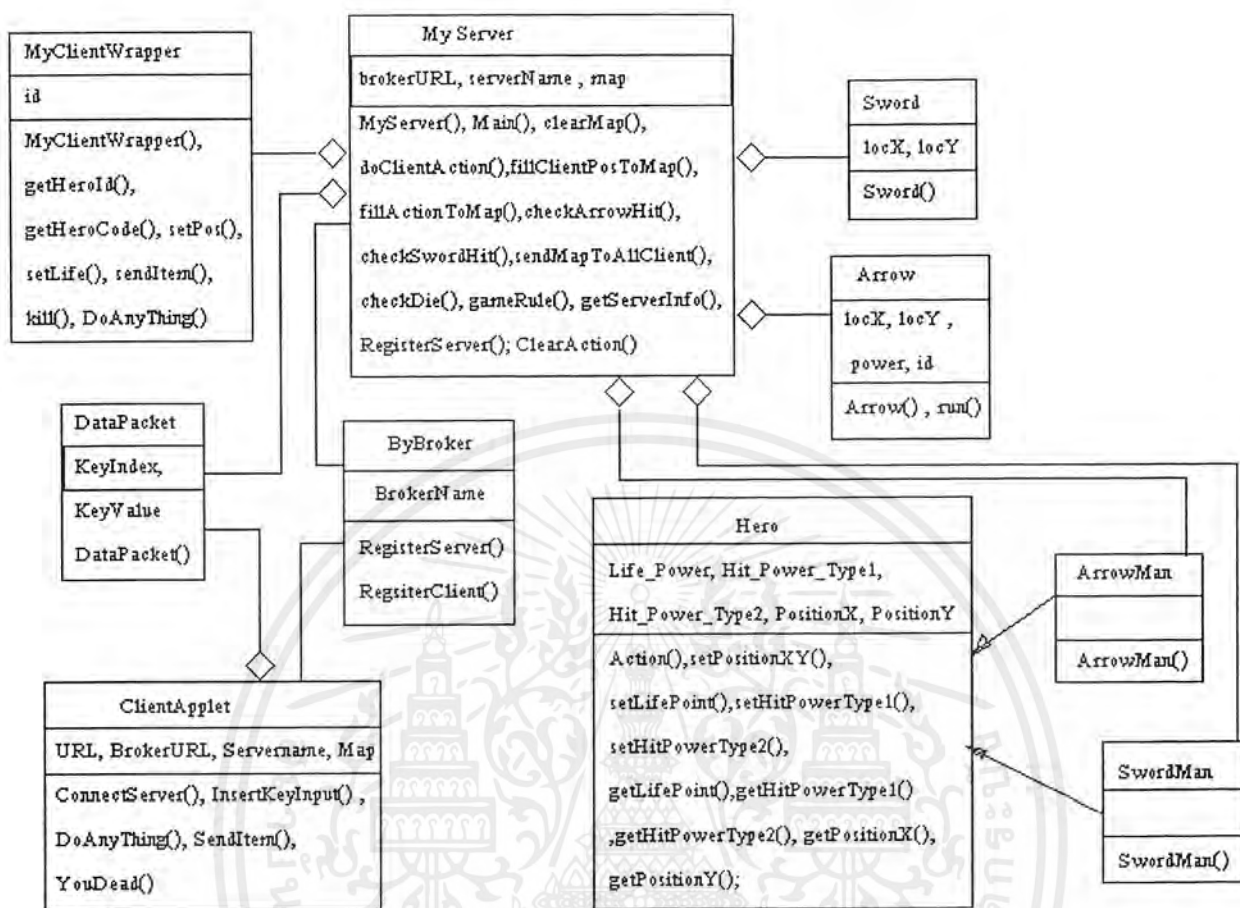 MyClientWrapper
id
MyClientWrapper(),
getHeroId(),
getHeroCode(), setPos(),
setLife(), sendItem(),
kill(), DoAnyThing()
My Server
brokerURL, serverName , map
MyServer(), Main(), clearMap(),
doClientAction(),fillClientPosToMap(),
fillActionToMap(),checkArrowHit(),
checkSwordHit(),sendMapToAllClient(),
checkDie(), gameRule(), getServerInfo(),
RegisterServer(); ClearAction()
Sword
locX, locY
Sword()
Arrow
locX, locY ,
power, id
Arrow() , run()
DataPacket
KeyIndex,
KeyValue
DataPacket()
ByBroker
BrokerName
RegisterServer()
RegsiterClient()
Hero
Life_Power, Hit_Power_Type1,
Hit_Power_Type2, PositionX, PositionY
Action(),setPositionXY(),
setLifePoint(),setHitPowerType1(),
setHitPowerType2(),
getLifePoint(),getHitPowerType1()
,getHitPowerType2(), getPositionX(),
getPositionY();
ArrowMan
ArrowMan()
SwordMan
SwordMan()
ClientApplet
URL, BrokerURL, Servername, Map
ConnectServer(), InsertKeyInput() ,
DoAnyThing(), SendItem(),
YouDead()